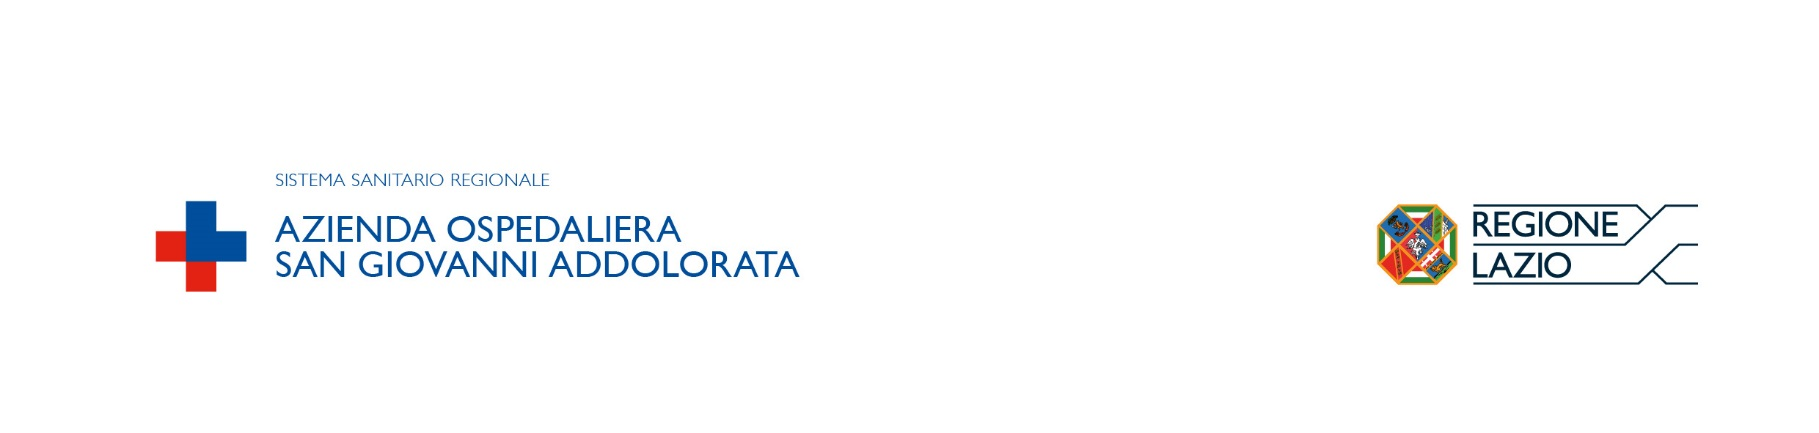 SISTEMA SANITARIO REGIONALE
AZIENDA OSPEDALIERA
SAN GIOVANNI ADDOLORATA
REGIONE
LAZIO